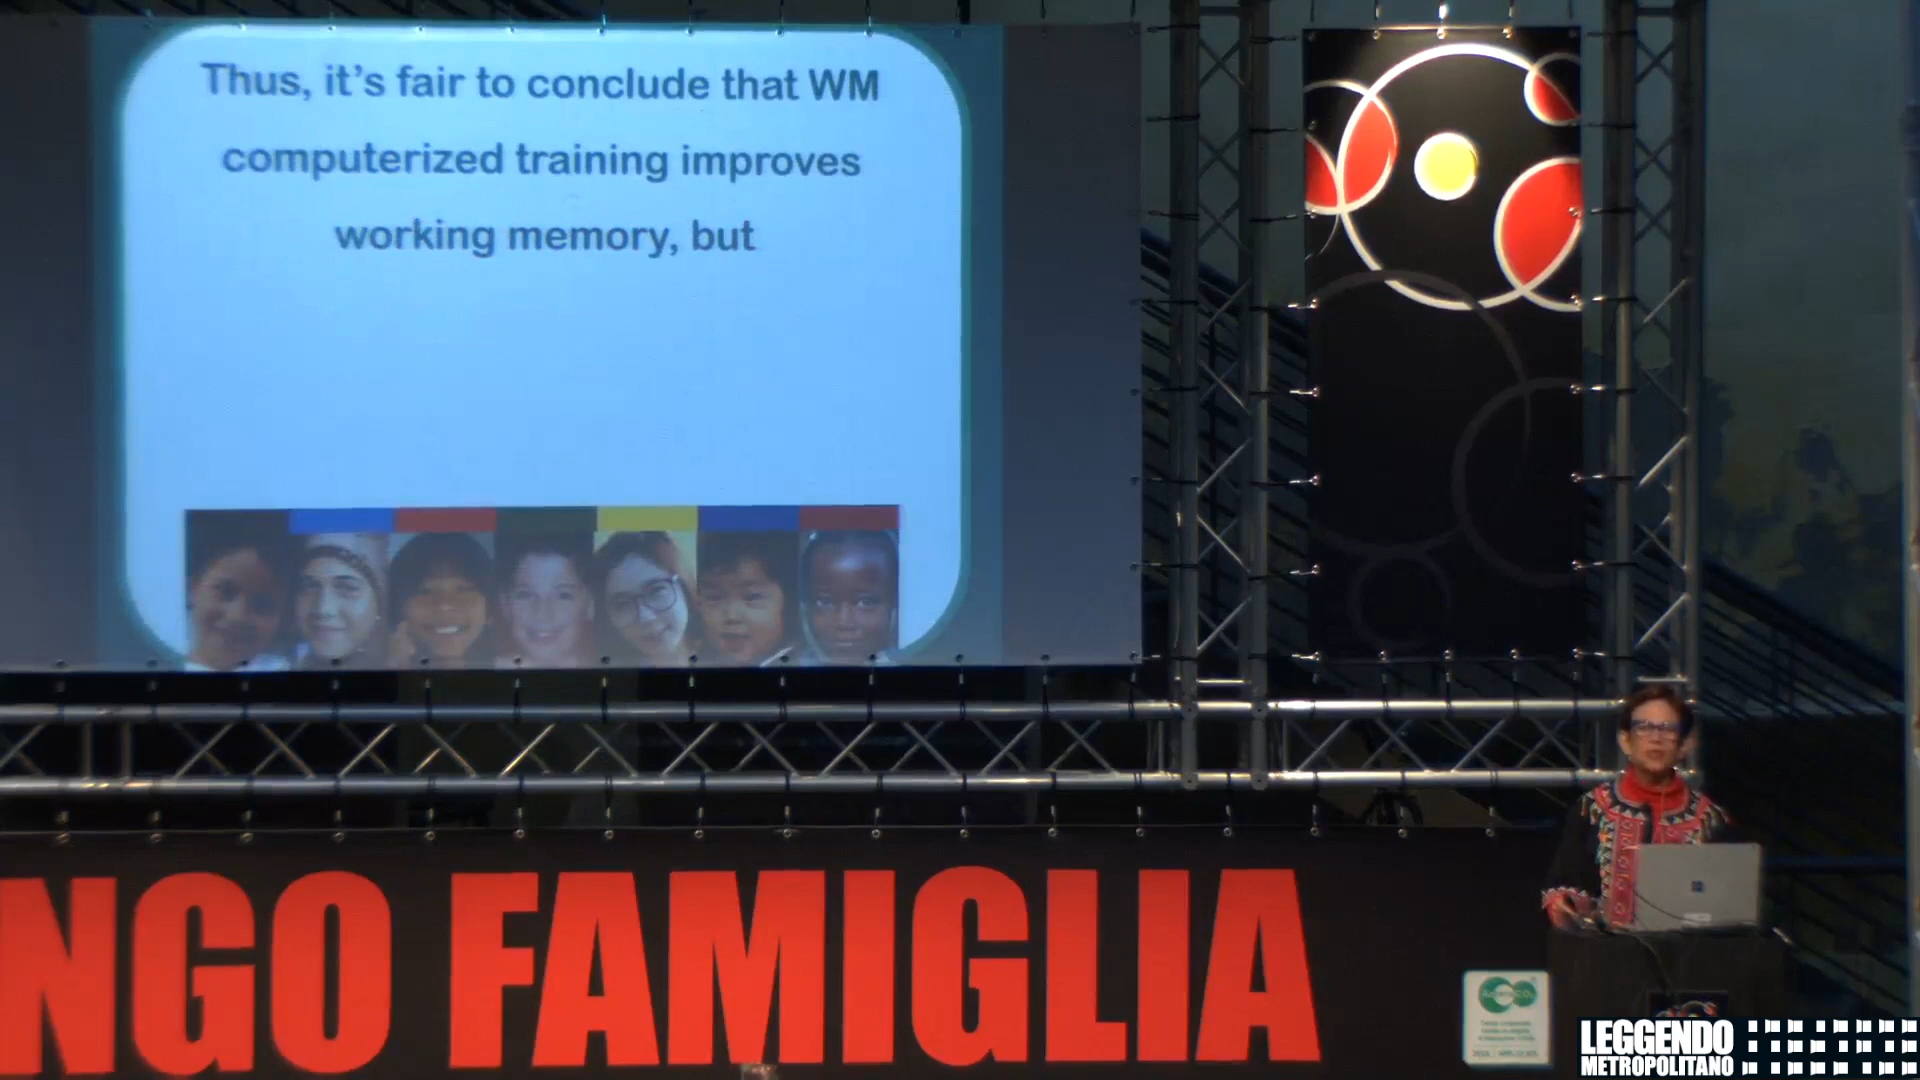 Thus, it's fair to conclude that WM
computerized training improves
working memory, but
NGO FAMIGLIA
LEGGENDO
METROPOLITANO